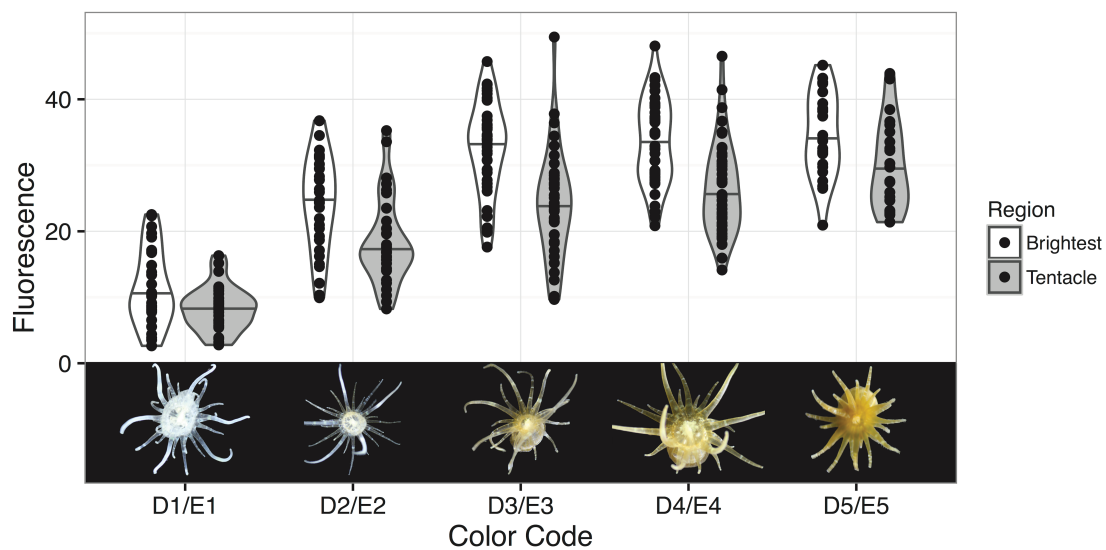 Fluorescence
40
20
0
D1/E1 D2/E2 D3/E3 D4/E4 D5/E5
Color Code
Region
Brightest
Tentacle